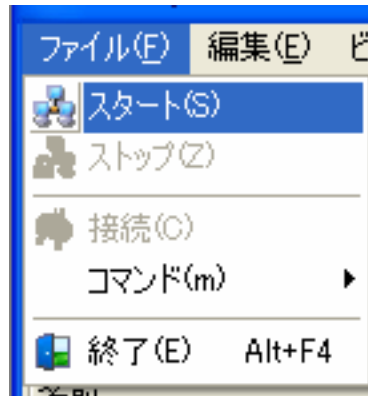 ファイル(F) 編集(E)
スタート(S)
ストップ(Z)
接続(C)
コマンド(m)
終了(E) Alt+F4